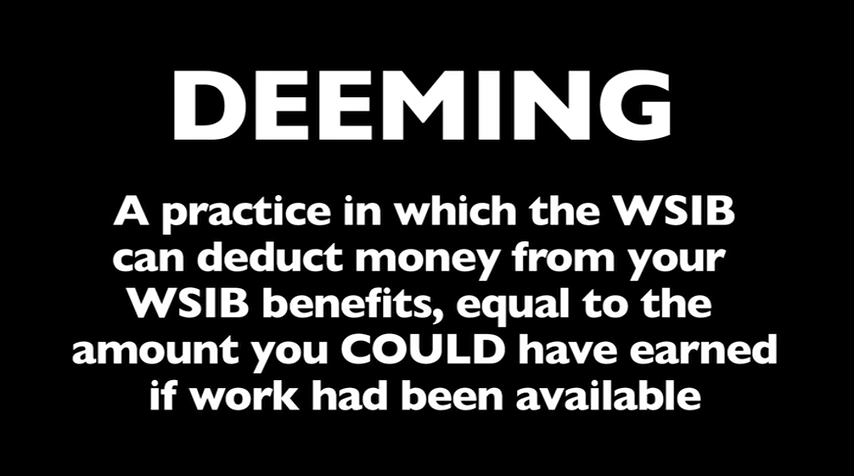 DEEMING
A practice in which the WSIB
can deduct money from your
WSIB benefits, equal to the
amount you COULD have earned
if work had been available